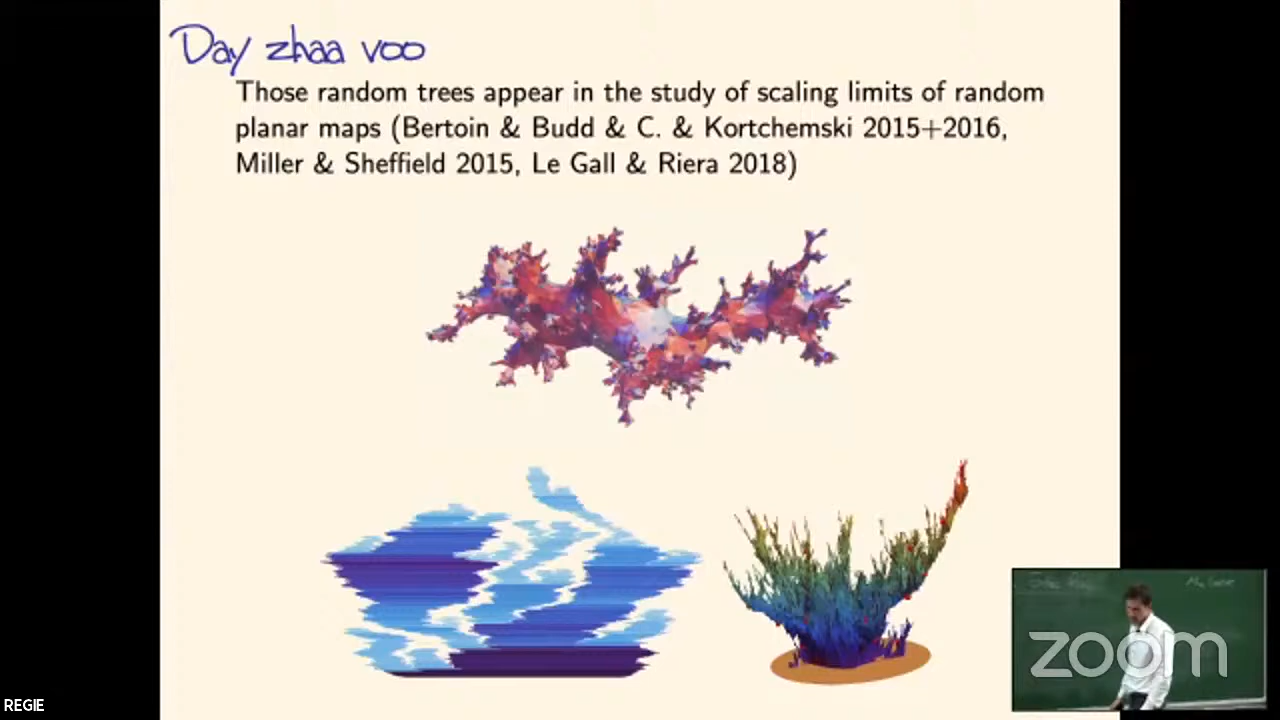 Day zhaa voo
Those random trees appear in the study of scaling limits of random
planar maps (Bertoin & Budd & C. & Kortchemski 2015+2016,
Miller & Sheffield 2015, Le Gall & Riera 2018)
zoom
REGIE